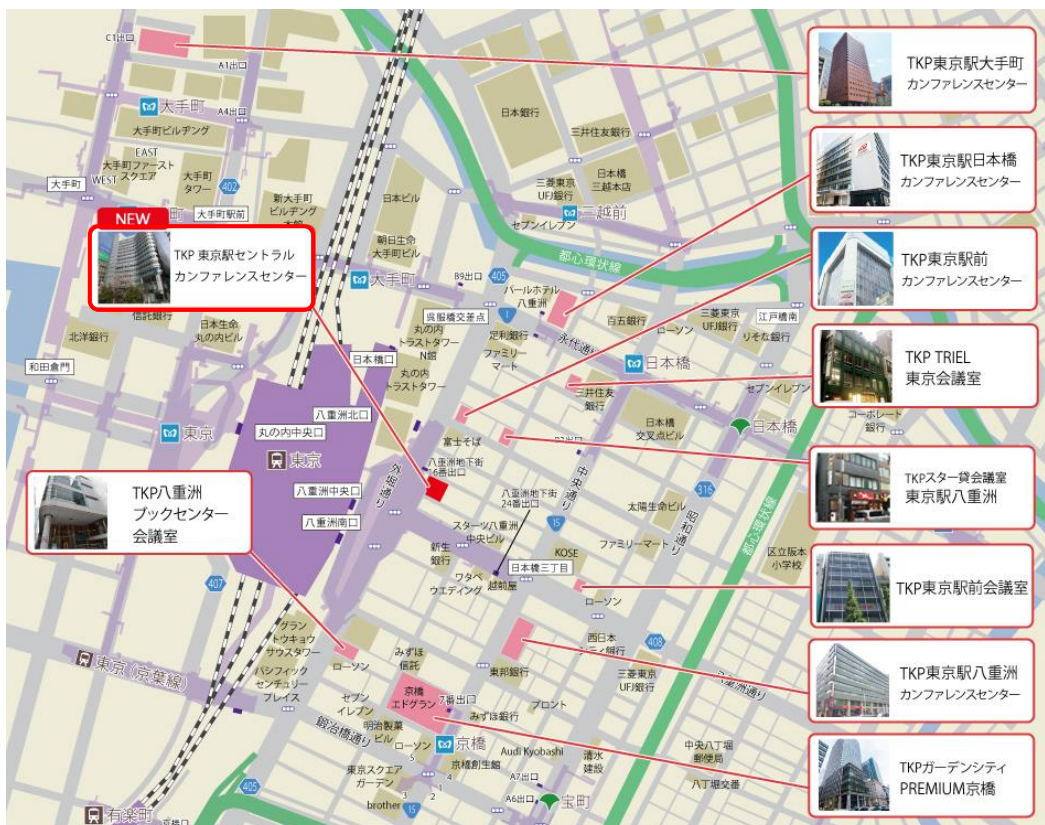 C1出口
A1出口
大手町
A4出口
大手町ビルヂング
EAST
大手町ファースト
スクエア
WEST
大手町
タワー
402
大手町
大手町駅前
新大手町
ビルヂング
日本ビル
朝日生命
大手町ビル
大手町
B9出口
405
日本銀行
三井住友銀行
日本橋
三越本店
三菱東京
UFJ銀行
三越前
セブンイレブン
都心環状線
NEW
TKP 東京駅セントラル
カンファレンスセンター
信託銀行
日本生命
丸の内ビル
北洋銀行
和田倉門
東京
呉服橋交差点
1
パールホテル
八重洲
足利銀行
ファミリー
マート
丸の内
トラストタワー
N館
丸の内
トラストタワー
日本橋口
八重洲北口
丸の内中央口
東京
八重洲中央口
八重洲南口
永代通り
百五銀行
ローソン
三菱東京
UFJ銀行
江戸橋南
りそな銀行
日本橋
三井住友
銀行
セブンイレブン
日本橋
交叉点ビル
日本橋
コーポレート
銀行
富士そば
八重洲地下街
16番出口
外堀通り
中央通り
八重洲地下街
24番出口
15
316
昭和通り
太陽生命ビル
都心環状線
スターツ八重洲
中央ビル
新生
銀行
KOSE
ファミリーマート
区立阪本
小学校
日本橋三丁目
ワタベ
ウエディング
越前屋
ローソン
407
グラン
トウキョウ
サウスタワー
東京(京葉線)
パシフィック
センチュリー
プレイス
ローソン
みずほ
信託
西日本
シティ銀行
408
東邦銀行
三菱東京
UFJ銀行
八重洲通り
セブン
イレブン
京橋
エドグラン
7番出口
みずほ銀行
プロント
鍛冶橋通り
明治製菓
ビル
ローソン
京橋
京橋創生館
Audi Kyobashi
清水
建設
中央八丁堀
郵便局
八丁堀交番
東京スクエア
ガーデン
5
4
3
2
1
brother
15
A7出口
A6出口
宝町
405
有楽町
TKP八重洲
ブックセンター
会議室
TKP東京駅大手町
カンファレンスセンター
TKP東京駅日本橋
カンファレンスセンター
TKP東京駅前
カンファレンスセンター
TKP TRIEL
東京会議室
TKPスター貸会議室
東京駅八重洲
TKP東京駅前会議室
TKP東京駅八重洲
カンファレンスセンター
TKPガーデンシティ
PREMIUM京橋